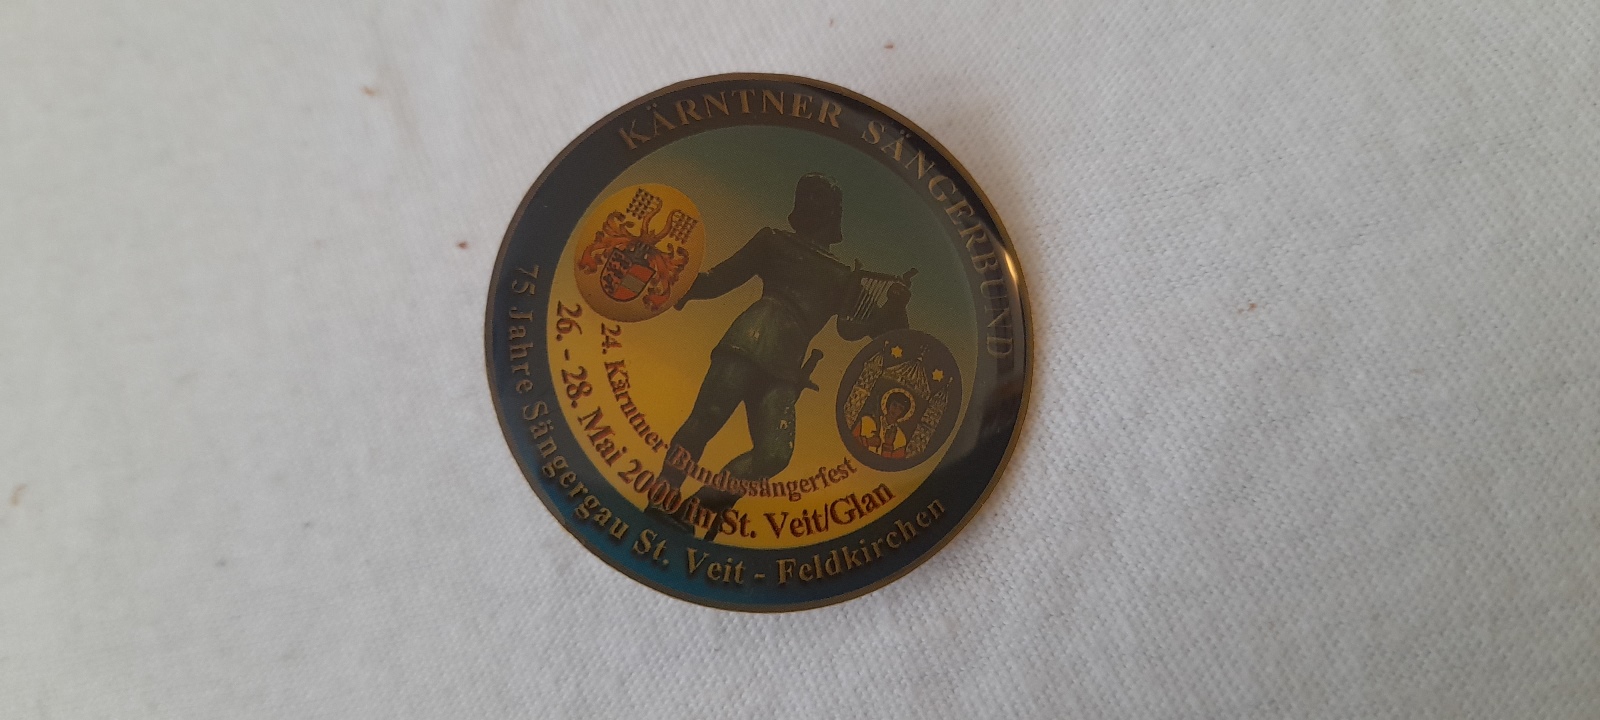 KÄRNTNER SÄNGERBUND
24. Kärntner Bundessängerfest
26. - 28. Mai 2000 in St. Veit/Glan
75 Jahre Sängergau St. Veit - Feldkirchen